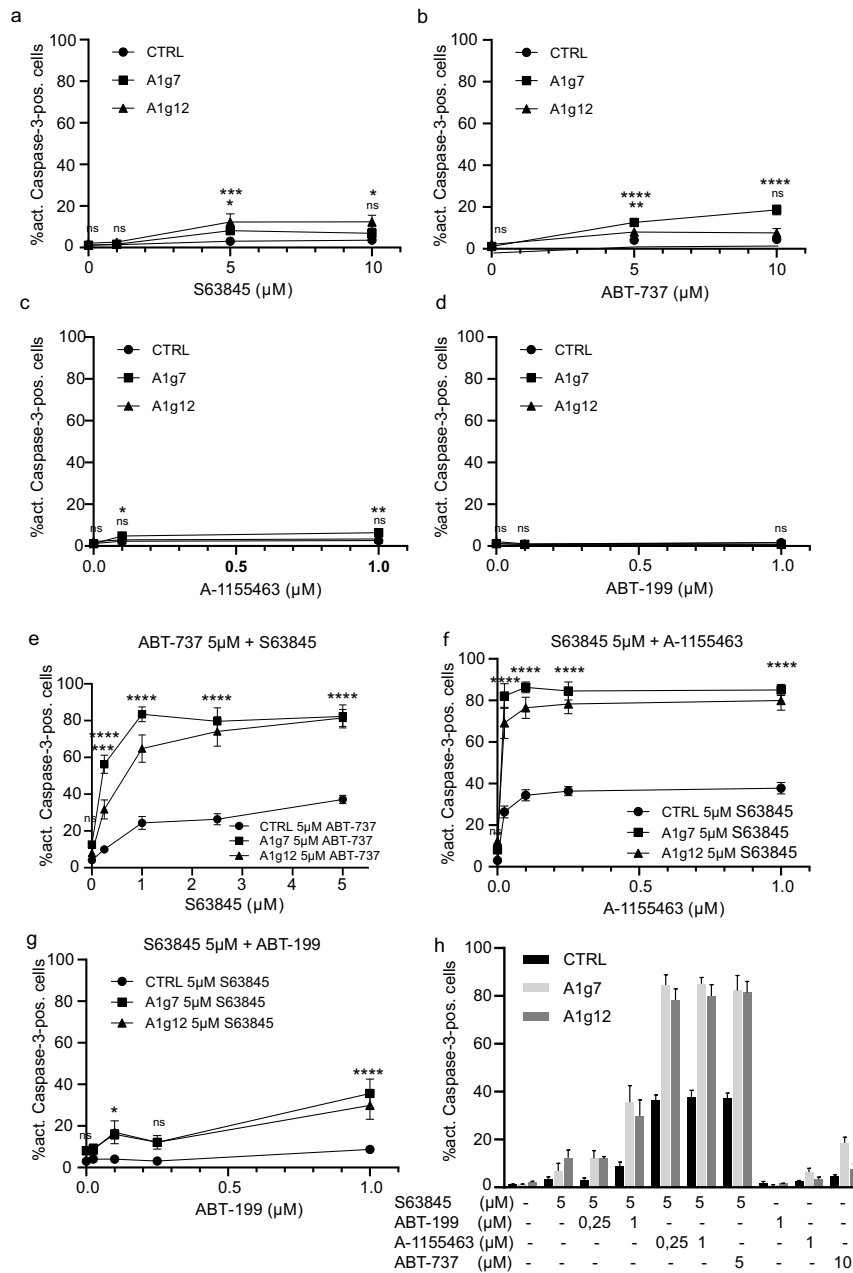 a
%act. Caspase-3-pos. cells
100
80
60
40
20
0
CTRL
A1g7
A1g12
ns
ns
***
*
*
ns
0
5
10
S63845 (µM)
b
%act. Caspase-3-pos. cells
100
80
60
40
20
0
CTRL
A1g7
A1g12
ns
****
**
****
ns
0
5
10
ABT-737 (µM)
c
%act. Caspase-3-pos. cells
100
80
60
40
20
0
CTRL
A1g7
A1g12
ns
*
ns
**
ns
0.0
0.5
1.0
A-1155463 (µM)
d
%act. Caspase-3-pos. cells
100
80
60
40
20
0
CTRL
A1g7
A1g12
ns
ns
ns
0.0
0.5
1.0
ABT-199 (µM)
e
ABT-737 5µM + S63845
%act. Caspase-3-pos. cells
100
80
60
40
20
0
ns
****
***
****
****
****
CTRL 5µM ABT-737
A1g7 5µM ABT-737
A1g12 5µM ABT-737
0
1
2
3
4
5
S63845 (µM)
f
S63845 5µM + A-1155463
%act. Caspase-3-pos. cells
100
80
60
40
20
0
ns
****
****
****
****
CTRL 5µM S63845
A1g7 5µM S63845
A1g12 5µM S63845
0.0
0.5
1.0
A-1155463 (µM)
g
S63845 5µM + ABT-199
%act. Caspase-3-pos. cells
100
80
60
40
20
0
CTRL 5µM S63845
A1g7 5µM S63845
A1g12 5µM S63845
ns
*
ns
****
0.0
0.5
1.0
ABT-199 (µM)
h
%act. Caspase-3-pos. cells
100
80
60
40
20
0
CTRL
A1g7
A1g12
S63845 (µM) - 5 5 5 5 5 5 - - -
ABT-199 (µM) - - 0,25 1 - - - 1 - -
A-1155463 (µM) - - - - 0,25 1 - - 1 -
ABT-737 (µM) - - - - - - 5 - - 10